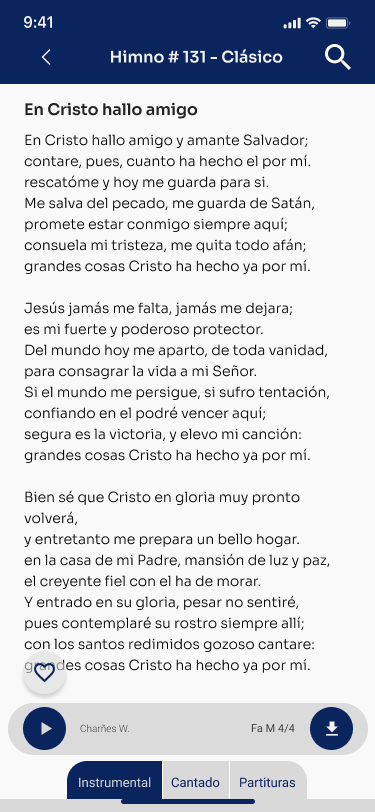 9:41
Himno # 131 - Clásico
En Cristo hallo amigo
En Cristo hallo amigo y amante Salvador;
contare, pues, cuanto ha hecho el por mí.
rescatóme y hoy me guarda para si.
Me salva del pecado, me guarda de Satán,
promete estar conmigo siempre aquí;
consuela mi tristeza, me quita todo afán;
grandes cosas Cristo ha hecho ya por mí.
Jesús jamás me falta, jamás me dejara;
es mi fuerte y poderoso protector.
Del mundo hoy me aparto, de toda vanidad,
para consagrar la vida a mi Señor.
Si el mundo me persigue, si sufro tentación,
confiando en el podré vencer aquí;
segura es la victoria, y elevo mi canción:
grandes cosas Cristo ha hecho ya por mí.
Bien sé que Cristo en gloria muy pronto
volverá,
y entretanto me prepara un bello hogar.
en la casa de mi Padre, mansión de luz y paz,
el creyente fiel con el ha de morar.
Y entrado en su gloria, pesar no sentiré,
pues contemplaré su rostro siempre allí;
con los santos redimidos gozoso cantare:
grandes cosas Cristo ha hecho ya por mí.
Charñes W.
Fa M 4/4
Instrumental
Cantado
Partituras